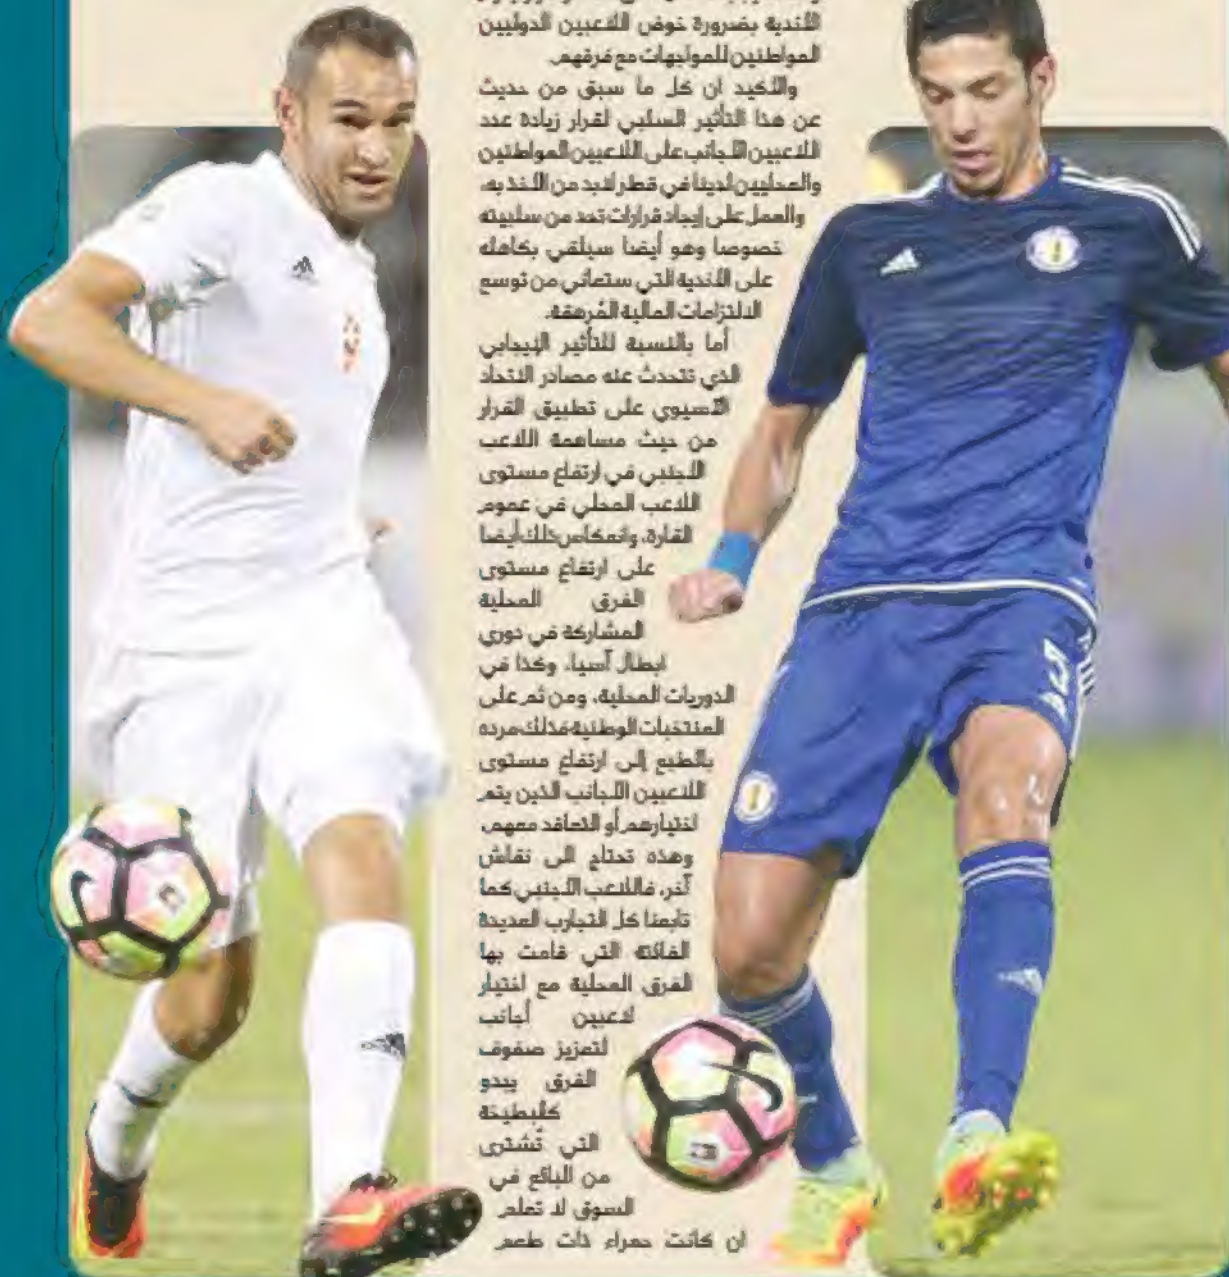 الأندية بضرورة خوض اللاعبين الدوليين
المواطنين للمواجهات مع فرقهم.
والأكيد ان كل ما سبق من حديث
عن هذا التأثير السلبي لقرار زيادة عدد
اللاعبين الأجانب على اللاعبين المواطنين
والمحليين لدينا في قطر لابد من الأخذ به،
والعمل على إيجاد قرارات تحد من سلبيته
خصوصا وهو أيضا سيلقي بكاهله
على الأندية التي ستعاني من توسع
الالتزامات المالية المُرهقة.
أما بالنسبة للتأثير الإيجابي
الذي تتحدث عنه مصادر الاتحاد
الآسيوي على تطبيق القرار
من حيث مساهمة اللاعب
الأجنبي في ارتفاع مستوى
اللاعب المحلي في عموم
القارة، وانعكاس ذلك أيضا
على ارتفاع مستوى
الفرق المحلية
المشاركة في دوري
ابطال آسيا، وكذا في
الدوريات المحلية، ومن ثم على
المنتخبات الوطنية فذلك مرده
بالطبع إلى ارتفاع مستوى
اللاعبين الأجانب الذين يتم
اختيارهم أو التعاقد معهم.
وهذه تحتاج الى نقاش
آخر، فاللاعب الأجنبي كما
تابعنا كل التجارب العديدة
الفائتة التي قامت بها
الفرق المحلية مع اختيار
لاعبين أجانب
لتعزيز صفوف
الفرق يبدو
كالبطيخة
التي تُشترى
من البائع في
السوق لا تعلم
ان كانت حمراء ذات طعم
5